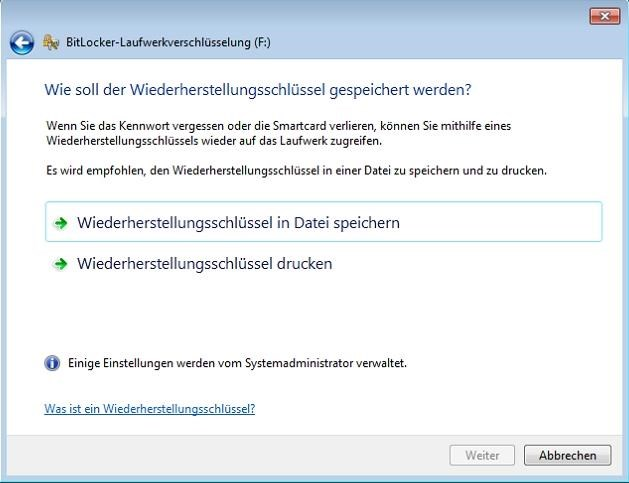 BitLocker-Laufwerkverschlüsselung (F:)
Wie soll der Wiederherstellungsschlüssel gespeichert werden?
Wenn Sie das Kennwort vergessen oder die Smartcard verlieren, können Sie mithilfe eines
Wiederherstellungsschlüssels wieder auf das Laufwerk zugreifen.
Es wird empfohlen, den Wiederherstellungsschlüssel in einer Datei zu speichern und zu drucken.
Wiederherstellungsschlüssel in Datei speichern
Wiederherstellungsschlüssel drucken
Einige Einstellungen werden vom Systemadministrator verwaltet.
Was ist ein Wiederherstellungsschlüssel?
Weiter Abbrechen